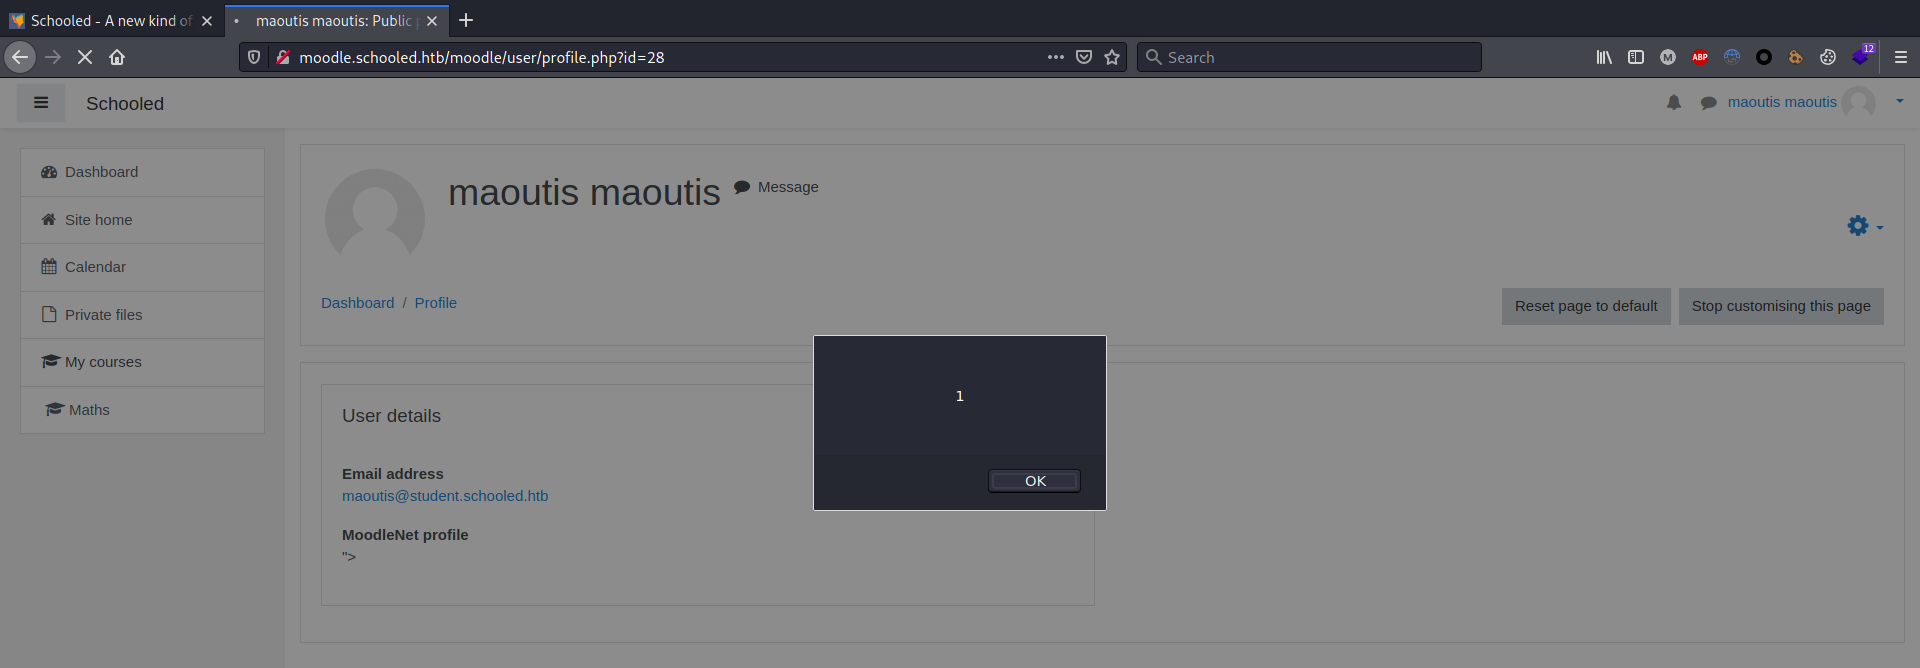 Schooled - A new kind of
maoutis maoutis: Public
moodle.schooled.htb/moodle/user/profile.php?id=28
Search
M
ABP
12
Schooled
maoutis maoutis
Dashboard
Site home
Calendar
Private files
My courses
Maths
maoutis maoutis
Message
Dashboard / Profile
Reset page to default
Stop customising this page
User details
Email address
maoutis@student.schooled.htb
MoodleNet profile
">
1
OK